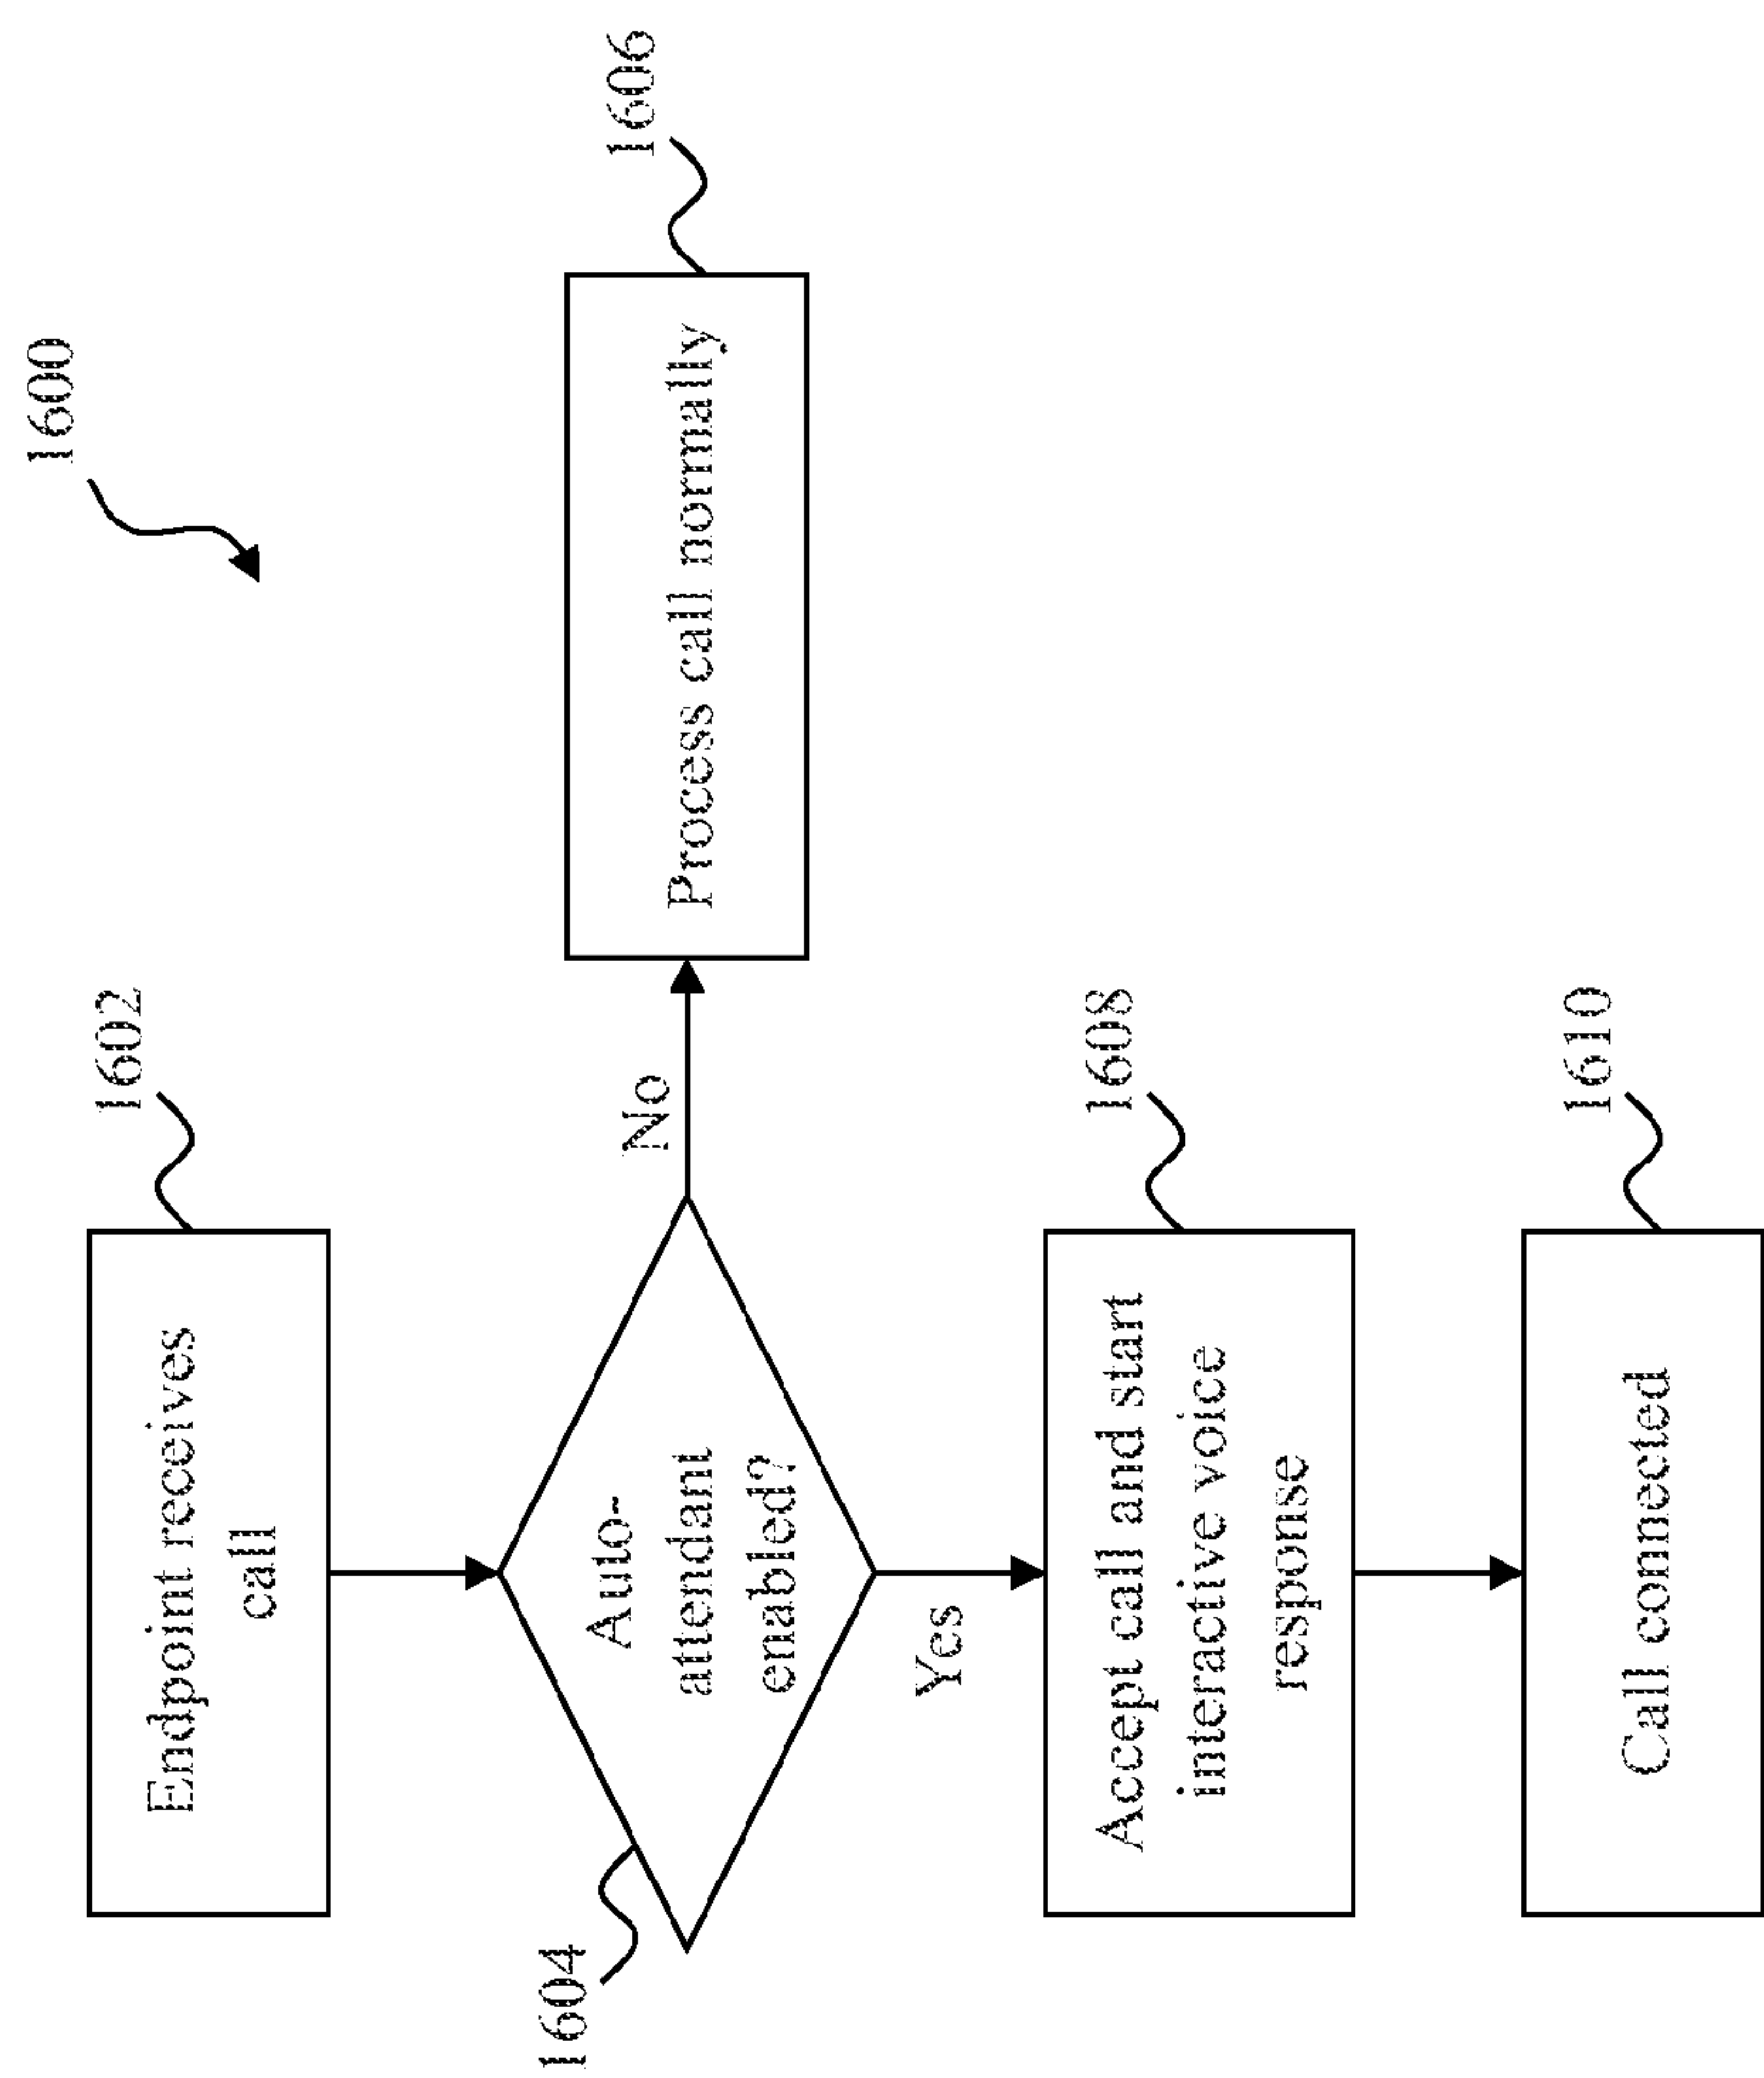 1600
1602
Endpoint receives
call
1604
Auto-
attendant
enabled?
No
1606
Process call normally
Yes
1608
Accept call and start
interactive voice
response
1610
Call connected